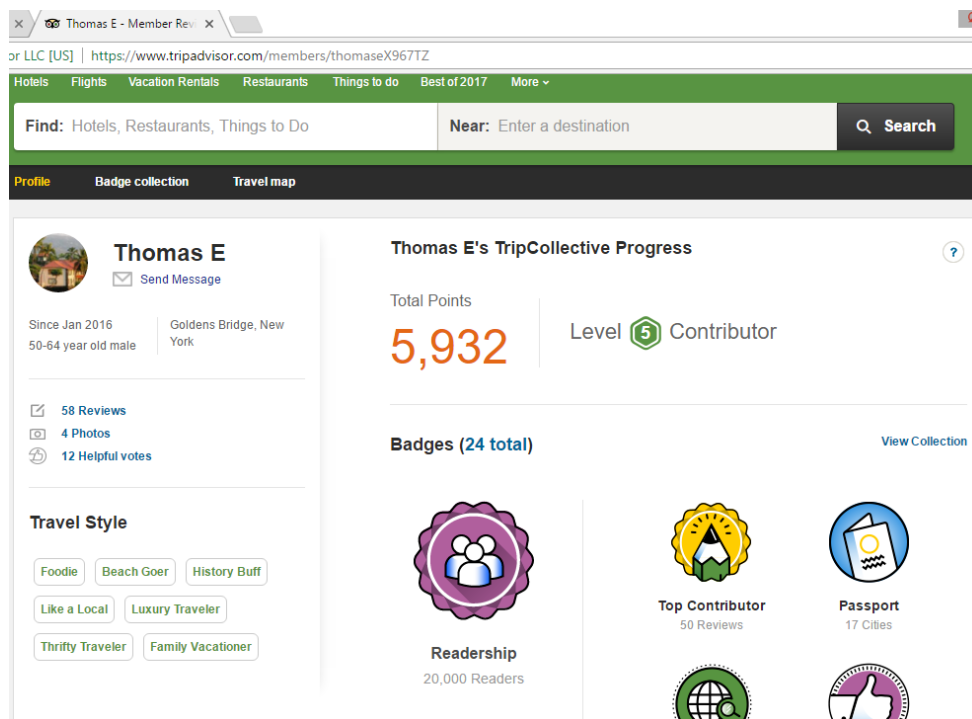 Thomas E - Member Rev
or LLC [US] | https://www.tripadvisor.com/members/thomaseX967TZ
Hotels Flights Vacation Rentals Restaurants Things to do Best of 2017 More
Find: Hotels, Restaurants, Things to Do
Near: Enter a destination
Search
Profile Badge collection Travel map
Thomas E
Send Message
Since Jan 2016
50-64 year old male
Goldens Bridge, New
York
58 Reviews
4 Photos
12 Helpful votes
Travel Style
Foodie Beach Goer History Buff
Like a Local Luxury Traveler
Thrifty Traveler Family Vacationer
Thomas E's TripCollective Progress
?
Total Points
5,932
Level 5 Contributor
Badges (24 total)
View Collection
Readership
20,000 Readers
Top Contributor
50 Reviews
Passport
17 Cities